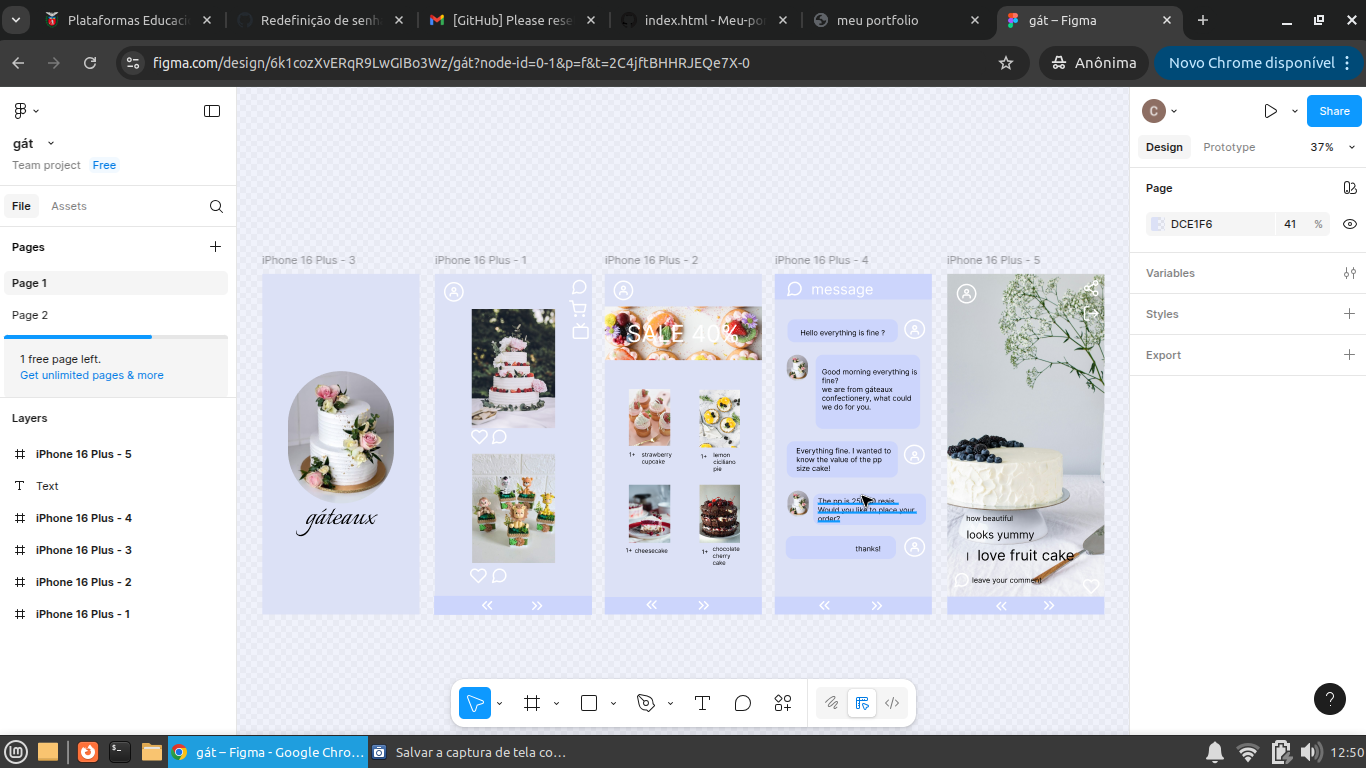 Plataformas Educaci
Redefinição de senh
[GitHub] Please rese
index.html - Meu-po
meu portfolio
gát – Figma
figma.com/design/6k1cozXvERqR9LwGIBo3Wz/gát?node-id=0-1&p=f&t=2C4jftBHHRJEQe7X-0
Anônima
Novo Chrome disponível
gát
Team project
Free
File
Assets
Pages
Page 1
Page 2
1 free page left.
Get unlimited pages & more
Layers
iPhone 16 Plus - 5
Text
iPhone 16 Plus - 4
iPhone 16 Plus - 3
iPhone 16 Plus - 2
iPhone 16 Plus - 1
iPhone 16 Plus - 3
gáteaux
iPhone 16 Plus - 1
iPhone 16 Plus - 2
SALE 40%
1+ strawberry
cupcake
1+ lemon
ciciliano
pie
1+ cheesecake
1+ chocolate
cherry
cake
iPhone 16 Plus - 4
message
Hello everything is fine ?
Good morning everything is
fine?
we are from gáteaux
confectionery, what could
we do for you.
Everything fine. I wanted to
know the value of the pp
size cake!
The pp is reais.
Would you like to place your
order?
thanks!
iPhone 16 Plus - 5
how beautiful
looks yummy
I love fruit cake
leave your comment
C
Share
Design
Prototype
37%
Page
DCE1F6
41
%
Variables
Styles
Export
?
gát – Figma - Google Chro…
Salvar a captura de tela co…
12:50